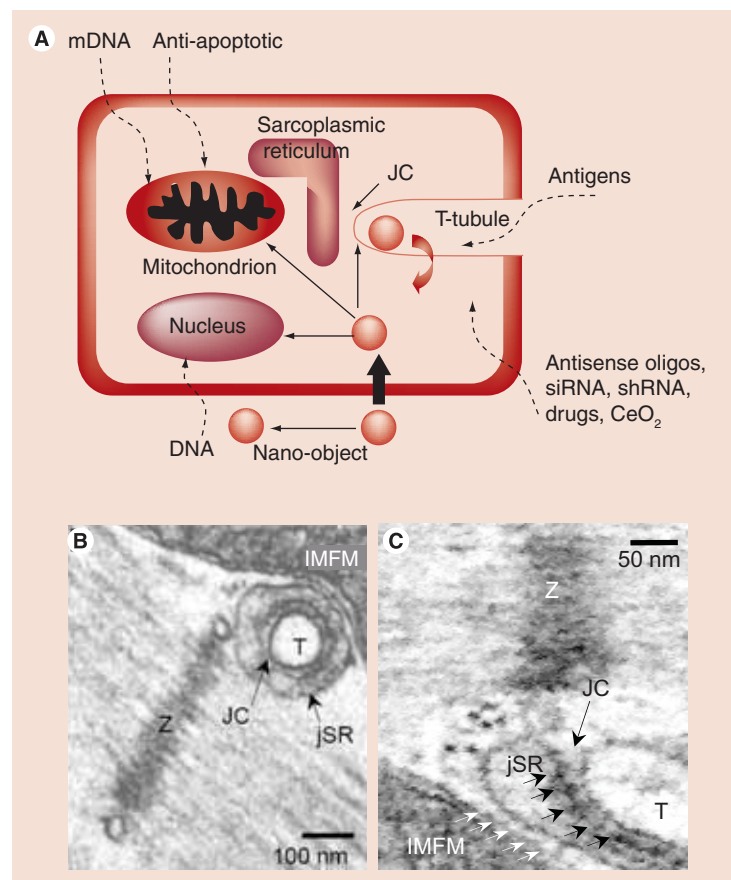 A
mDNA
Anti-apoptotic
Sarcoplasmic
reticulum
JC
Antigens
T-tubule
Mitochondrion
Nucleus
Antisense oligos,
siRNA, shRNA,
drugs, CeO₂
DNA
Nano-object
B
IMFM
T
Z
JC
jSR
100 nm
C
50 nm
Z
JC
jSR
T
IMFM